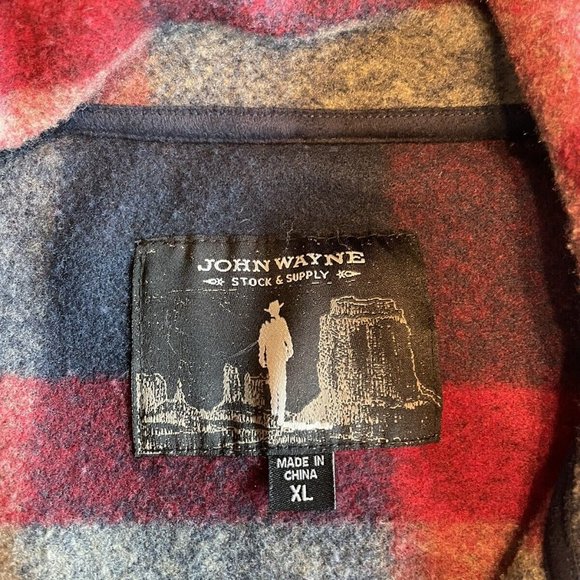 JOHN WAYNE
STOCK & SUPPLY
MADE IN
CHINA
XL